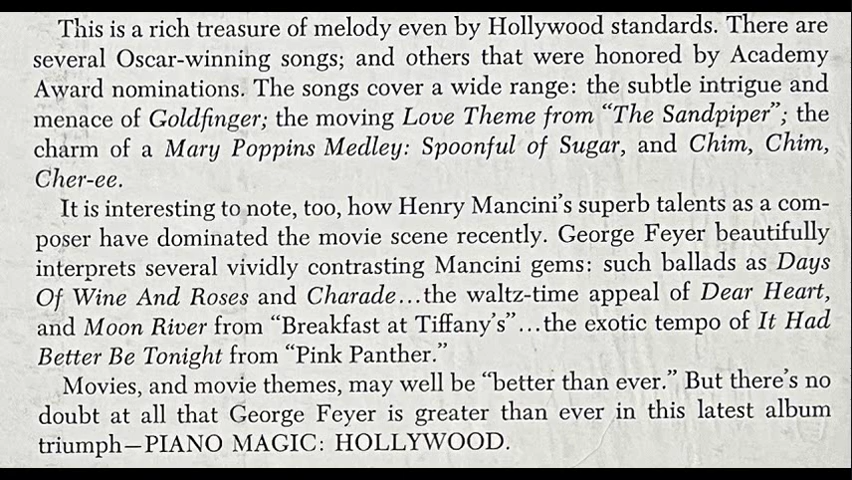 This is a rich treasure of melody even by Hollywood standards. There are
several Oscar-winning songs; and others that were honored by Academy
Award nominations. The songs cover a wide range: the subtle intrigue and
menace of Goldfinger; the moving Love Theme from “The Sandpiper”; the
charm of a Mary Poppins Medley: Spoonful of Sugar, and Chim, Chim,
Cher-ee.
It is interesting to note, too, how Henry Mancini’s superb talents as a com-
poser have dominated the movie scene recently. George Feyer beautifully
interprets several vividly contrasting Mancini gems: such ballads as Days
Of Wine And Roses and Charade...the waltz-time appeal of Dear Heart,
and Moon River from “Breakfast at Tiffany’s”...the exotic tempo of It Had
Better Be Tonight from “Pink Panther.”
Movies, and movie themes, may well be “better than ever.” But there’s no
doubt at all that George Feyer is greater than ever in this latest album
triumph—PIANO MAGIC: HOLLYWOOD.